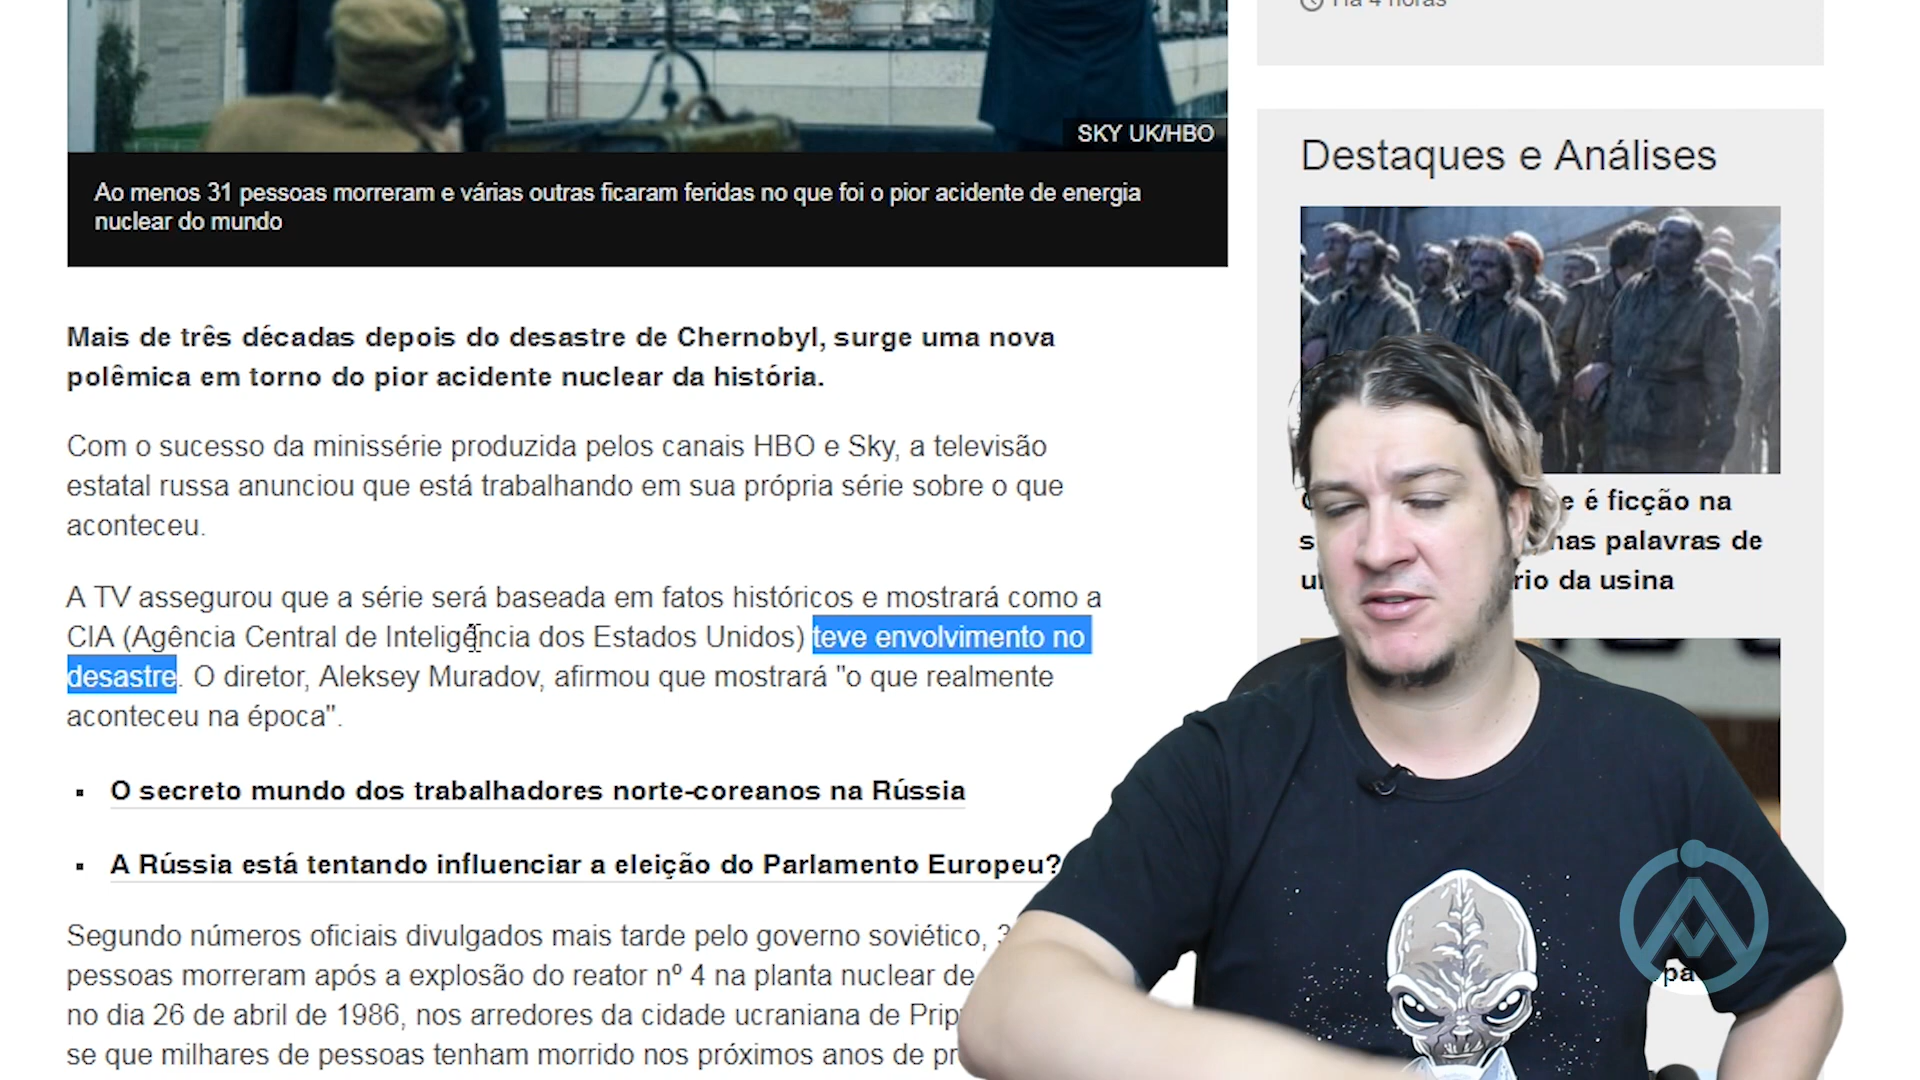 Há 4 horas
SKY UK/HBO
Ao menos 31 pessoas morreram e várias outras ficaram feridas no que foi o pior acidente de energia
nuclear do mundo
Mais de três décadas depois do desastre de Chernobyl, surge uma nova
polêmica em torno do pior acidente nuclear da história.
Com o sucesso da minissérie produzida pelos canais HBO e Sky, a televisão
estatal russa anunciou que está trabalhando em sua própria série sobre o que
aconteceu.
A TV assegurou que a série será baseada em fatos históricos e mostrará como a
CIA (Agência Central de Inteligência dos Estados Unidos) teve envolvimento no
desastre. O diretor, Aleksey Muradov, afirmou que mostrará "o que realmente
aconteceu na época".
▪ O secreto mundo dos trabalhadores norte-coreanos na Rússia
▪ A Rússia está tentando influenciar a eleição do Parlamento Europeu?
Segundo números oficiais divulgados mais tarde pelo governo soviético,
pessoas morreram após a explosão do reator nº 4 na planta nuclear de
no dia 26 de abril de 1986, nos arredores da cidade ucraniana de
se que milhares de pessoas tenham morrido nos próximos anos de
Destaques e Análises
e é ficção na
palavras de
da usina